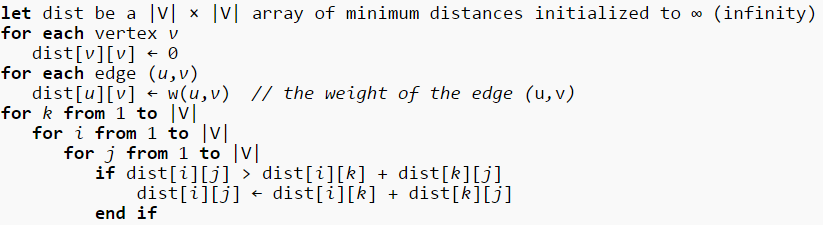 let dist be a |V| × |V| array of minimum distances initialized to ∞ (infinity)
for each vertex v
   dist[v][v] ← 0
for each edge (u,v)
   dist[u][v] ← w(u,v)  // the weight of the edge (u,v)
for k from 1 to |V|
   for i from 1 to |V|
      for j from 1 to |V|
         if dist[i][j] > dist[i][k] + dist[k][j]
             dist[i][j] ← dist[i][k] + dist[k][j]
         end if